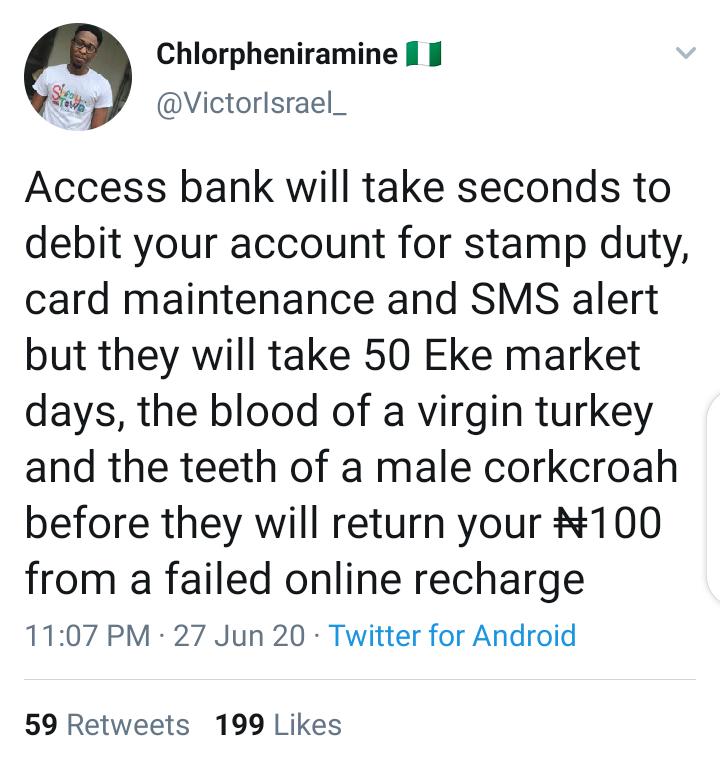 Chlorpheniramine 🇳🇬
@VictorIsrael_
Access bank will take seconds to
debit your account for stamp duty,
card maintenance and SMS alert
but they will take 50 Eke market
days, the blood of a virgin turkey
and the teeth of a male corkcroah
before they will return your ₦100
from a failed online recharge
11:07 PM · 27 Jun 20 · Twitter for Android
59 Retweets 199 Likes